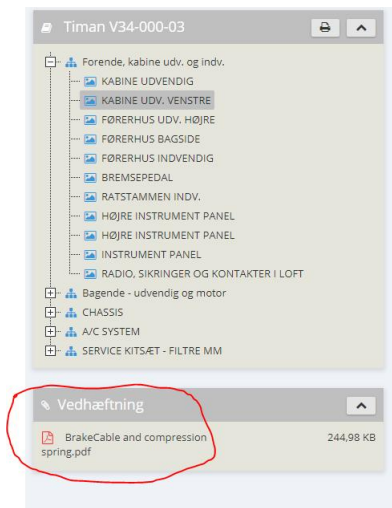 Timan V34-000-03
Forende, kabine udv. og indv.
KABINE UDVENDIG
KABINE UDV. VENSTRE
FØRERHUS UDV. HØJRE
FØRERHUS BAGSIDE
FØRERHUS INDVENDIG
BREMSEPEDAL
RATSTAMMEN INDV.
HØJRE INSTRUMENT PANEL
HØJRE INSTRUMENT PANEL
INSTRUMENT PANEL
RADIO, SIKRINGER OG KONTAKTER I LOFT
Bagende - udvendig og motor
CHASSIS
A/C SYSTEM
SERVICE KITSÆT - FILTRE MM
Vedhæftning
BrakeCable and compression 244,98 KB
spring.pdf